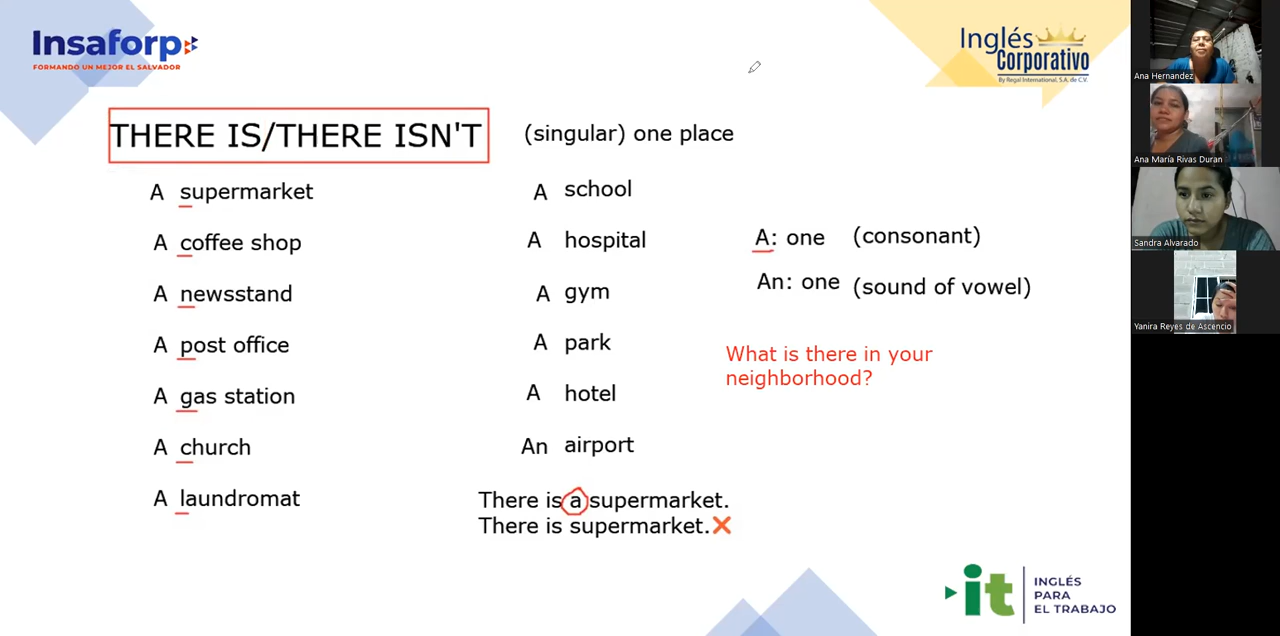 Insaforp
FORMANDO UN MEJOR EL SALVADOR
Inglés
Corporativo
By Regal International, S.A. de C.V.
THERE IS/THERE ISN'T
(singular) one place
A supermarket
A coffee shop
A newsstand
A post office
A gas station
A church
A laundromat
A school
A hospital
A gym
A park
A hotel
An airport
There is a supermarket.
There is supermarket.
A: one (consonant)
An: one (sound of vowel)
What is there in your
neighborhood?
it
INGLÉS
PARA
EL TRABAJO
Ana Hernandez
Ana María Rivas Duran
Sandra Alvarado
Yanira Reyes de Ascencio